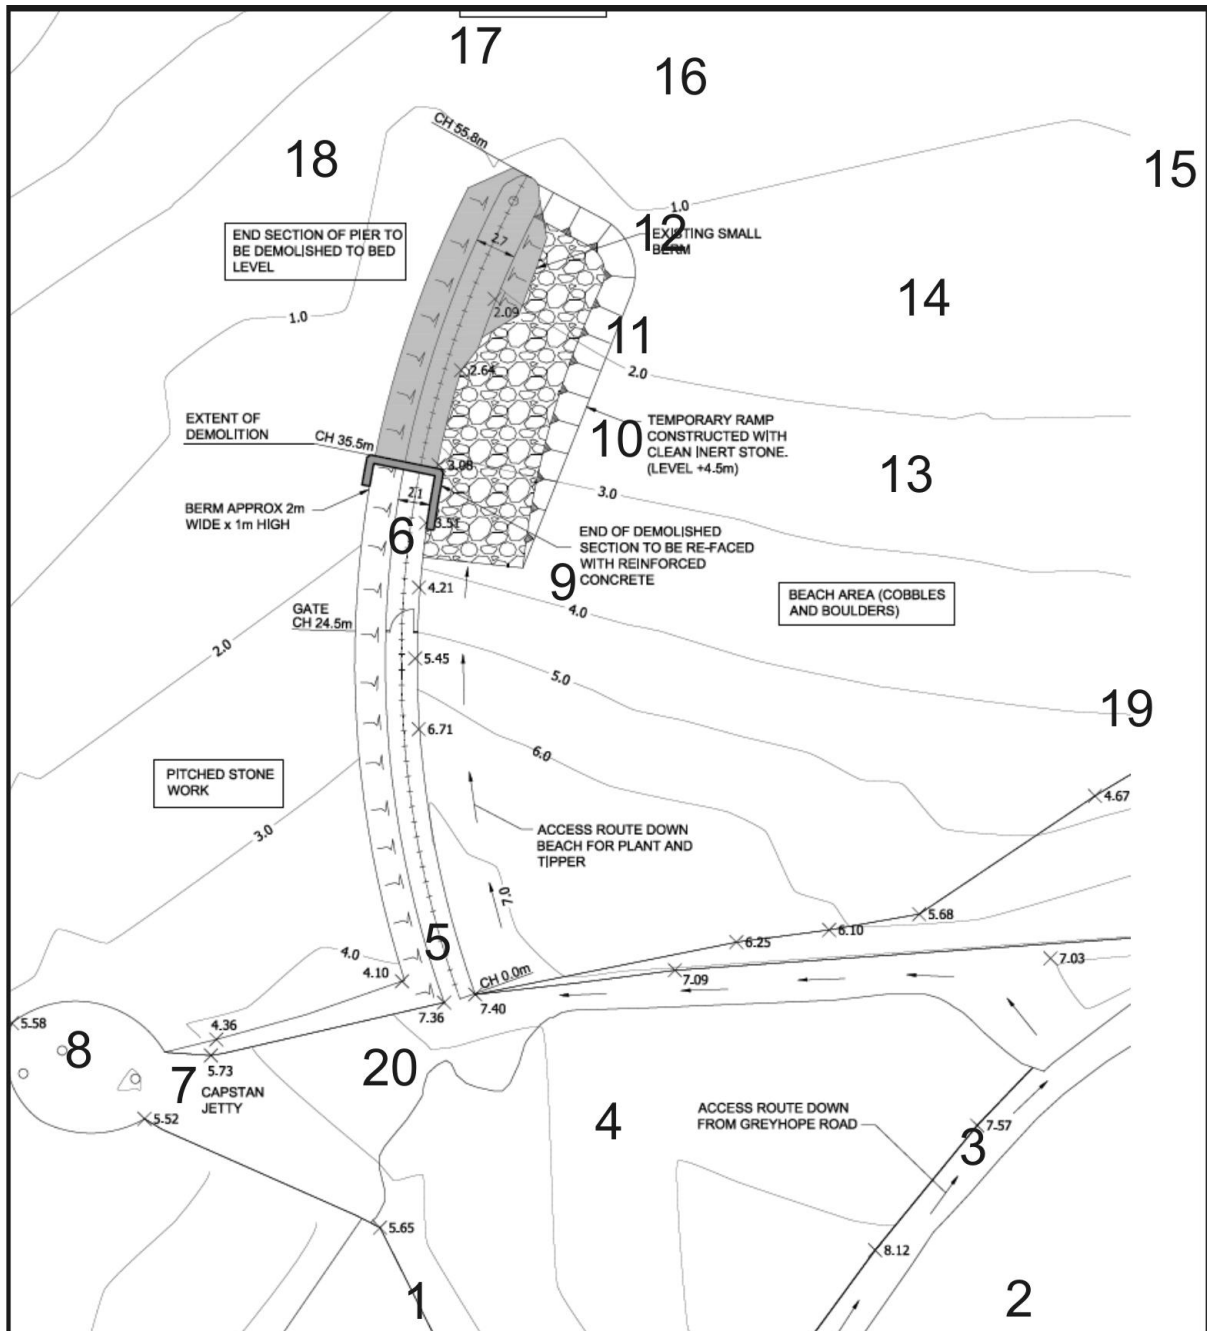 17
16
CH 55.8m
18
15
1.0
12
END SECTION OF PIER TO
BE DEMOLISHED TO BED
LEVEL
EXISTING SMALL
BERM
2.7
14
2.09
1.0
11
2.64
2.0
EXTENT OF
DEMOLITION
CH 35.5m
10
TEMPORARY RAMP
CONSTRUCTED WITH
CLEAN INERT STONE.
(LEVEL +4.5m)
13
3.08
3.0
2.1
BERM APPROX 2m
WIDE x 1m HIGH
3.51
6
END OF DEMOLISHED
SECTION TO BE RE-FACED
WITH REINFORCED
CONCRETE
9
4.21
4.0
BEACH AREA (COBBLES
AND BOULDERS)
GATE
CH 24.5m
2.0
5.45
5.0
19
6.71
6.0
PITCHED STONE
WORK
4.67
3.0
ACCESS ROUTE DOWN
BEACH FOR PLANT AND
TIPPER
7.0
5.68
6.10
6.25
5
4.0
4.10
CH 0.0m
7.09
7.03
7.36
7.40
5.58
4.36
8
5.73
20
7
CAPSTAN
JETTY
5.52
4
ACCESS ROUTE DOWN
FROM GREYHOPE ROAD
7.57
3
5.65
8.12
1
2